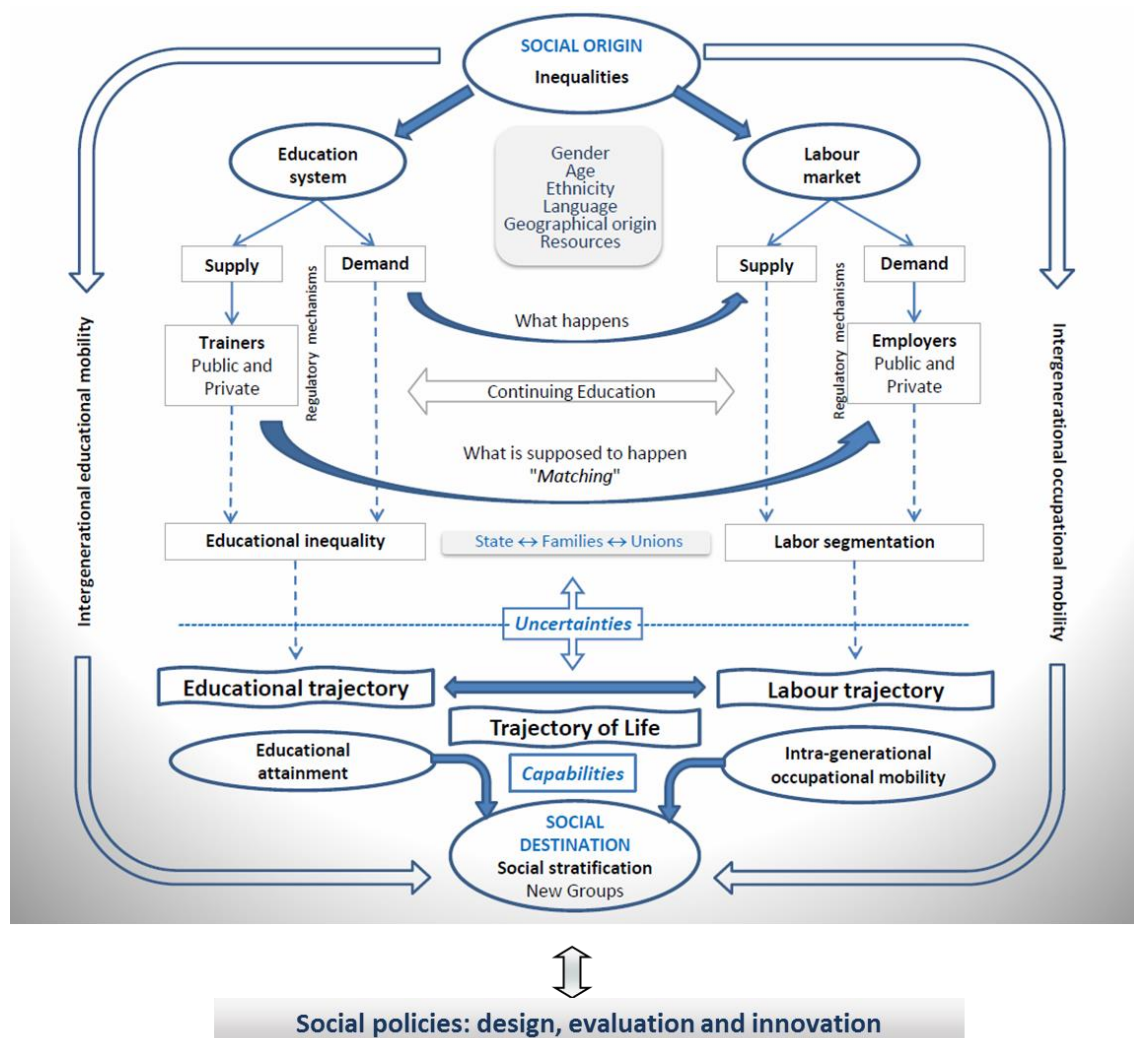 SOCIAL ORIGIN
Inequalities
Education
system
Gender
Age
Ethnicity
Language
Geographical origin
Resources
Labour
market
Supply
Demand
Supply
Demand
Regulatory mechanisms
Regulatory mechanisms
What happens
Trainers
Public and
Private
Employers
Public and
Private
Continuing Education
Intergenerational educational mobility
Intergenerational occupational mobility
What is supposed to happen
"Matching"
Educational inequality
State ↔ Families ↔ Unions
Labor segmentation
Uncertainties
Educational trajectory
Labour trajectory
Trajectory of Life
Educational
attainment
Intra-generational
occupational mobility
Capabilities
SOCIAL
DESTINATION
Social stratification
New Groups
Social policies: design, evaluation and innovation